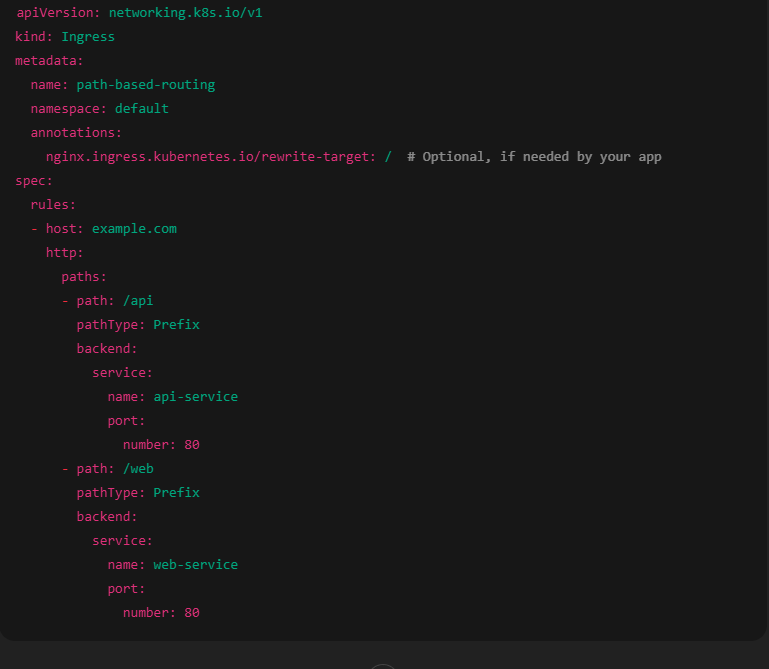 apiVersion: networking.k8s.io/v1
kind: Ingress
metadata:
  name: path-based-routing
  namespace: default
  annotations:
    nginx.ingress.kubernetes.io/rewrite-target: /  # Optional, if needed by your app
spec:
  rules:
  - host: example.com
    http:
      paths:
      - path: /api
        pathType: Prefix
        backend:
          service:
            name: api-service
            port:
              number: 80
      - path: /web
        pathType: Prefix
        backend:
          service:
            name: web-service
            port:
              number: 80